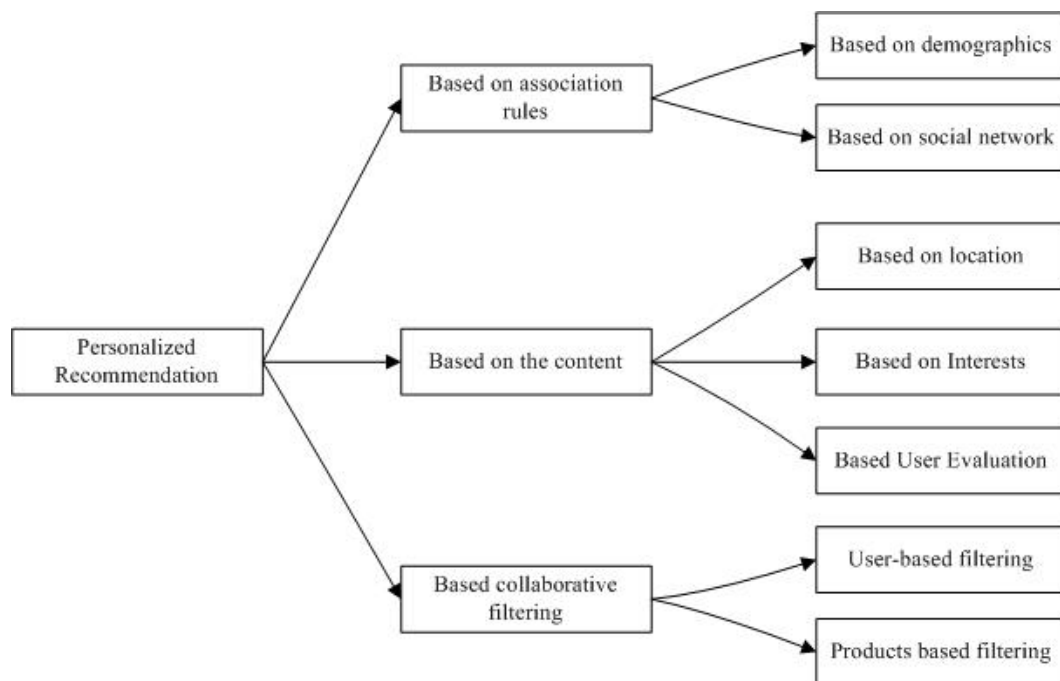 Based on demographics
Based on association
rules
Based on social network
Based on location
Personalized
Recommendation
Based on the content
Based on Interests
Based User Evaluation
User-based filtering
Based collaborative
filtering
Products based filtering